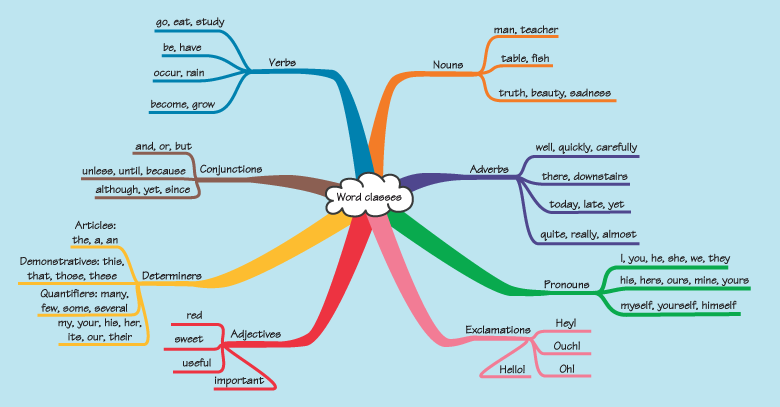 Word classes
Verbs
go, eat, study
be, have
occur, rain
become, grow
Nouns
man, teacher
table, fish
truth, beauty, sadness
Conjunctions
and, or, but
unless, until, because
although, yet, since
Adverbs
well, quickly, carefully
there, downstairs
today, late, yet
quite, really, almost
Determiners
Articles:
the, a, an
Demonstratives: this,
that, those, these
Quantifiers: many,
few, some, several
my, your, his, her,
its, our, their
Pronouns
I, you, he, she, we, they
his, hers, ours, mine, yours
myself, yourself, himself
Adjectives
red
sweet
useful
important
Exclamations
Hey!
Ouch!
Oh!
Hello!